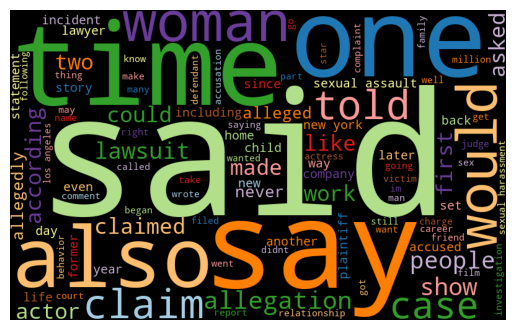 incident
lawyer
woman
one
go
star
complaint
family
time
two
thing
know
make
story
many
statement
following
defendant
accusation
since
part
million
asked
sexual assault
well
could
including
alleged
told
may
name
according
los angeles
right
home
saying
new york
back
get
lawsuit
child
like
later
judge
first
would
called
made
wanted
actress
going
way
victim
sex
said
even
comment
take
wrote
new
never
company
work
im
man
set
sexual harassment
allegedly
day
began
claimed
filed
another
didnt
plaintiff
still
want
charge
career
accused
friend
people
former
behavior
year
went
also
say
got
film
show
investigation
life
court
actor
claim
report
allegation
relationship
case